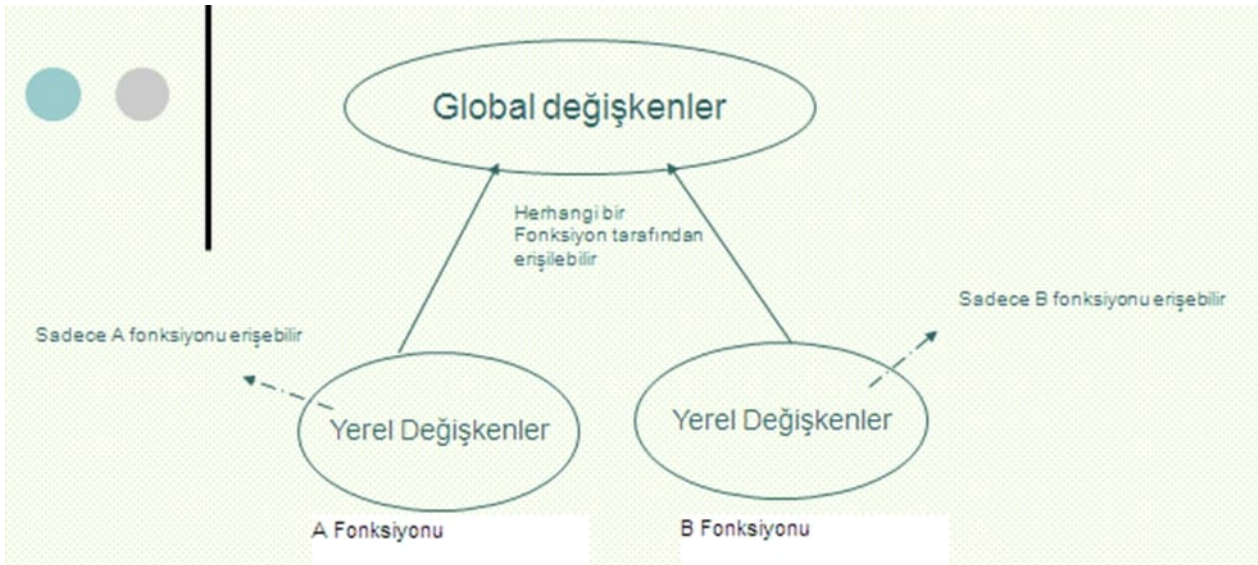 Global değişkenler
Herhangi bir
Fonksiyon tarafından
erişilebilir
Sadece A fonksiyonu erişebilir
Sadece B fonksiyonu erişebilir
Yerel Değişkenler
Yerel Değişkenler
A Fonksiyonu
B Fonksiyonu